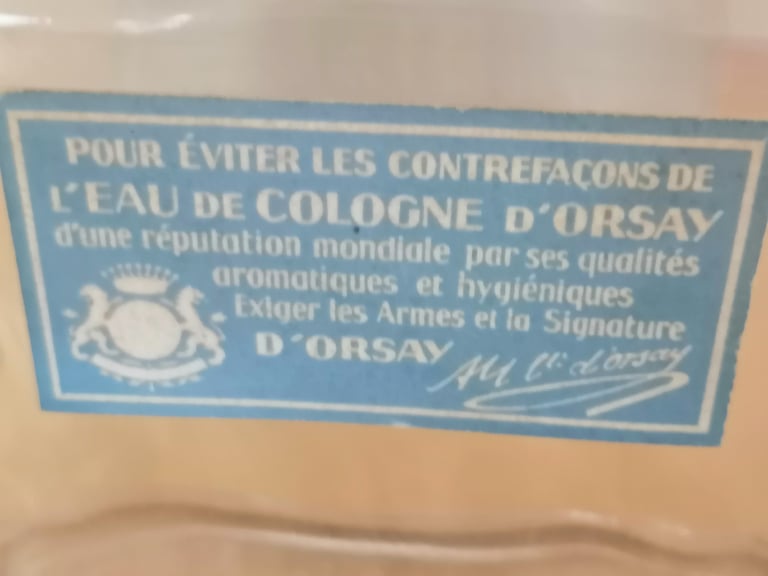 POUR ÉVITER LES CONTREFAÇONS DE
L'EAU DE COLOGNE D'ORSAY
d'une réputation mondiale par ses qualités
aromatiques et hygiéniques
Exiger les Armes et la Signature
D'ORSAY
d'orsay